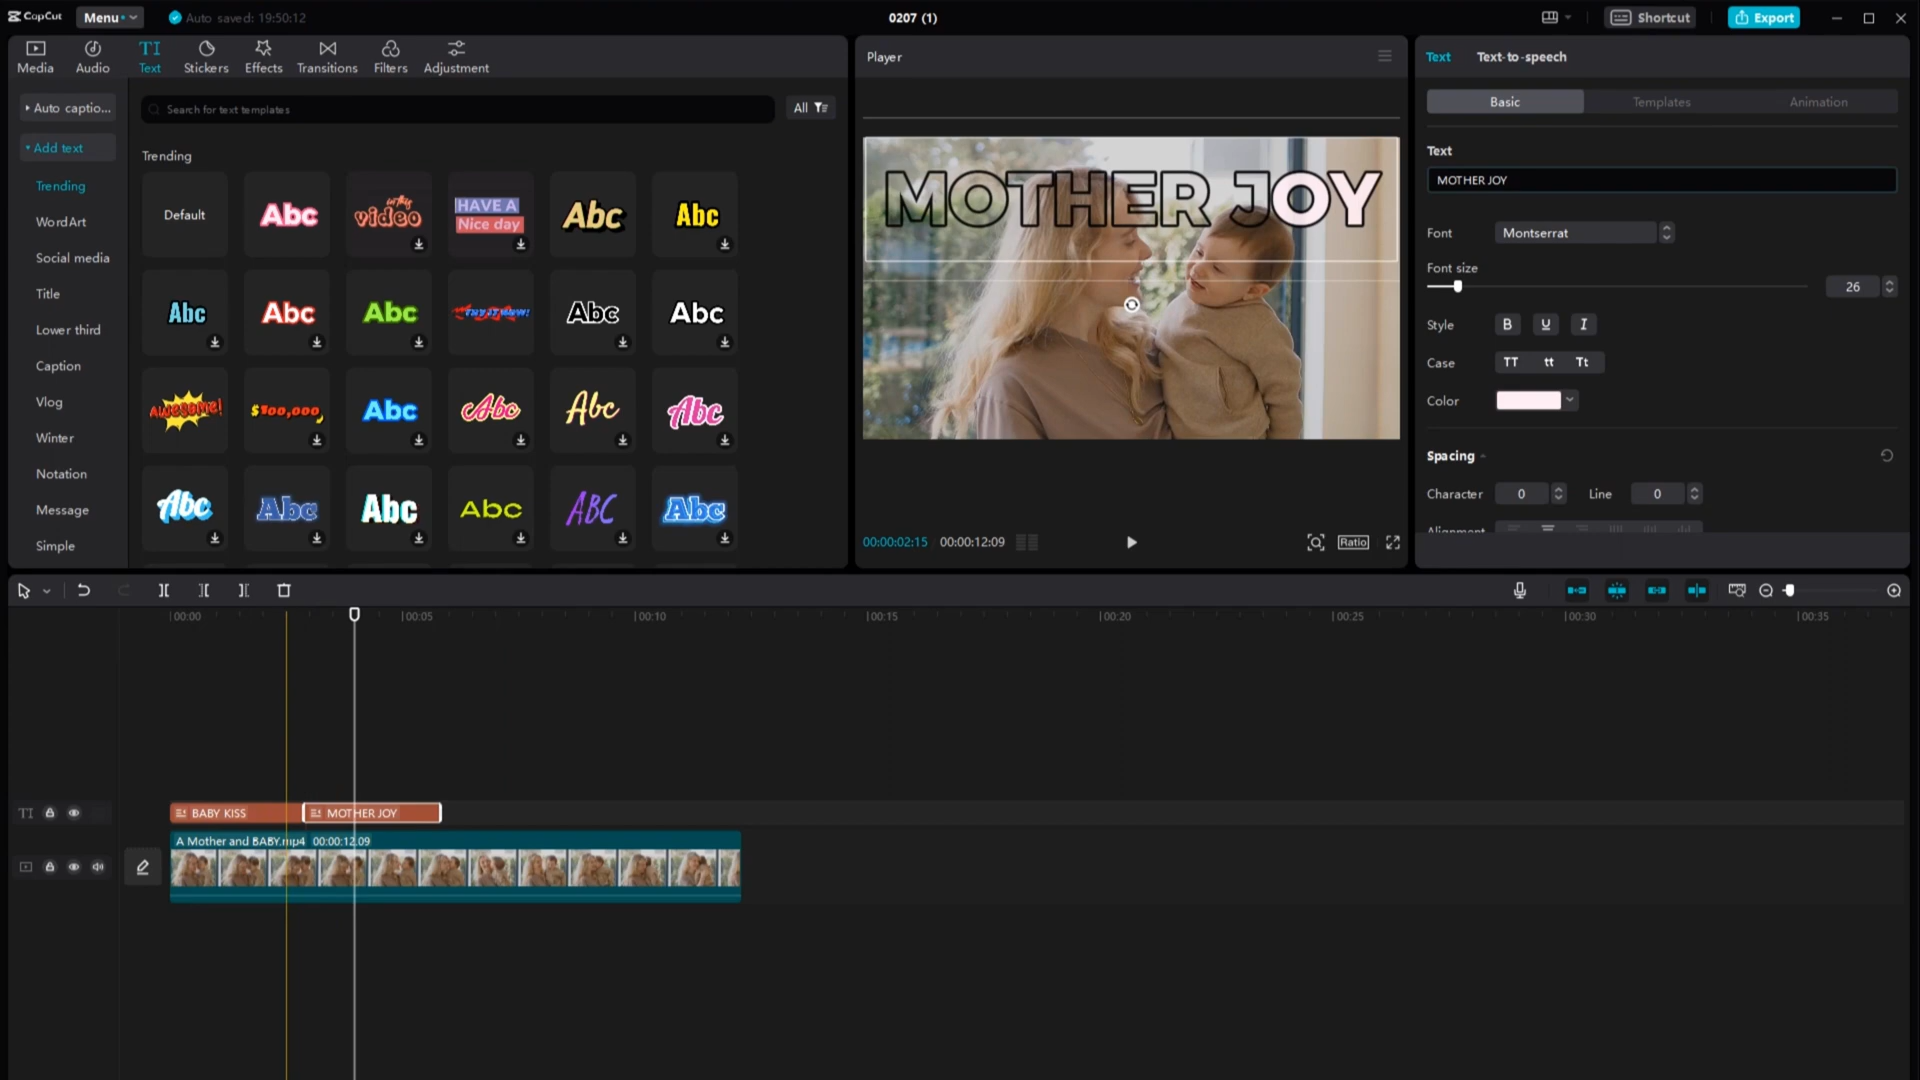 CapCut
Menu
Auto saved: 19:50:12
0207 (1)
Shortcut
Export
Media
Audio
TI
Text
Stickers
Effects
Transitions
Filters
Adjustment
Auto captio...
Add text
Trending
WordArt
Social media
Title
Lower third
Caption
Vlog
Winter
Notation
Message
Simple
Search for text templates
All
Trending
Default
Abc
in this
video
HAVE A
Nice day
Abc
Abc
Abc
Abc
Abc
TRY IT NOW!
Abc
Abc
AWESOME!
$100,000
Abc
Abc
Abc
Abc
Abc
Abc
Abc
Abc
ABC
Abc
Player
MOTHER JOY
00:00:02:15
00:00:12:09
Ratio
Text
Text-to-speech
Basic
Templates
Animation
Text
MOTHER JOY
Font
Montserrat
Font size
26
Style
B
U
I
Case
TT
tt
Tt
Color
Spacing
Character
0
Line
0
Alignment
00:00
00:05
00:10
00:15
00:20
00:25
00:30
00:35
TI
BABY KISS
MOTHER JOY
A Mother and BABY.mp4
00:00:12:09